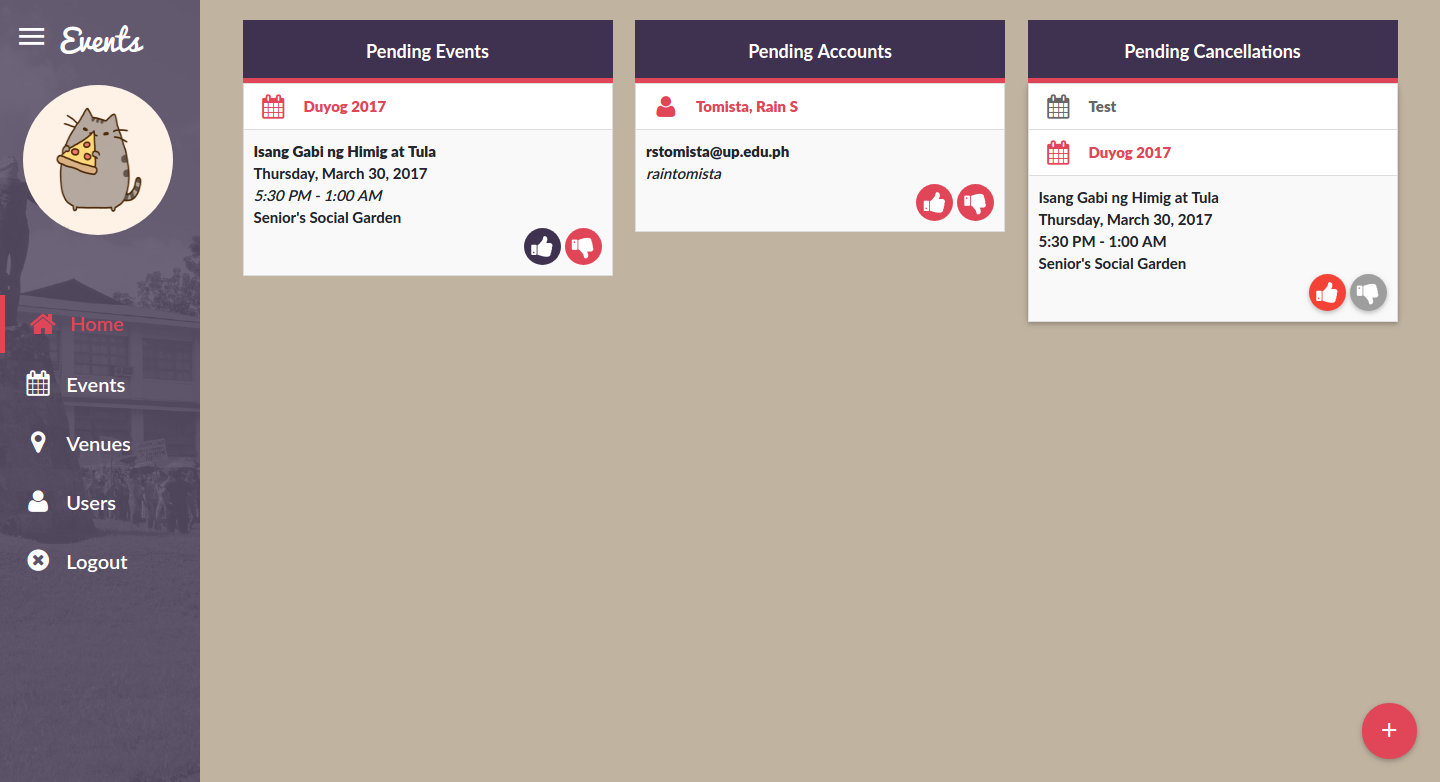 Events
Home
Events
Venues
Users
Logout
Pending Events
Duyog 2017
Isang Gabi ng Himig at Tula
Thursday, March 30, 2017
5:30 PM - 1:00 AM
Senior's Social Garden
Pending Accounts
Tomista, Rain S
rstomista@up.edu.ph
raintomista
Pending Cancellations
Test
Duyog 2017
Isang Gabi ng Himig at Tula
Thursday, March 30, 2017
5:30 PM - 1:00 AM
Senior's Social Garden
+